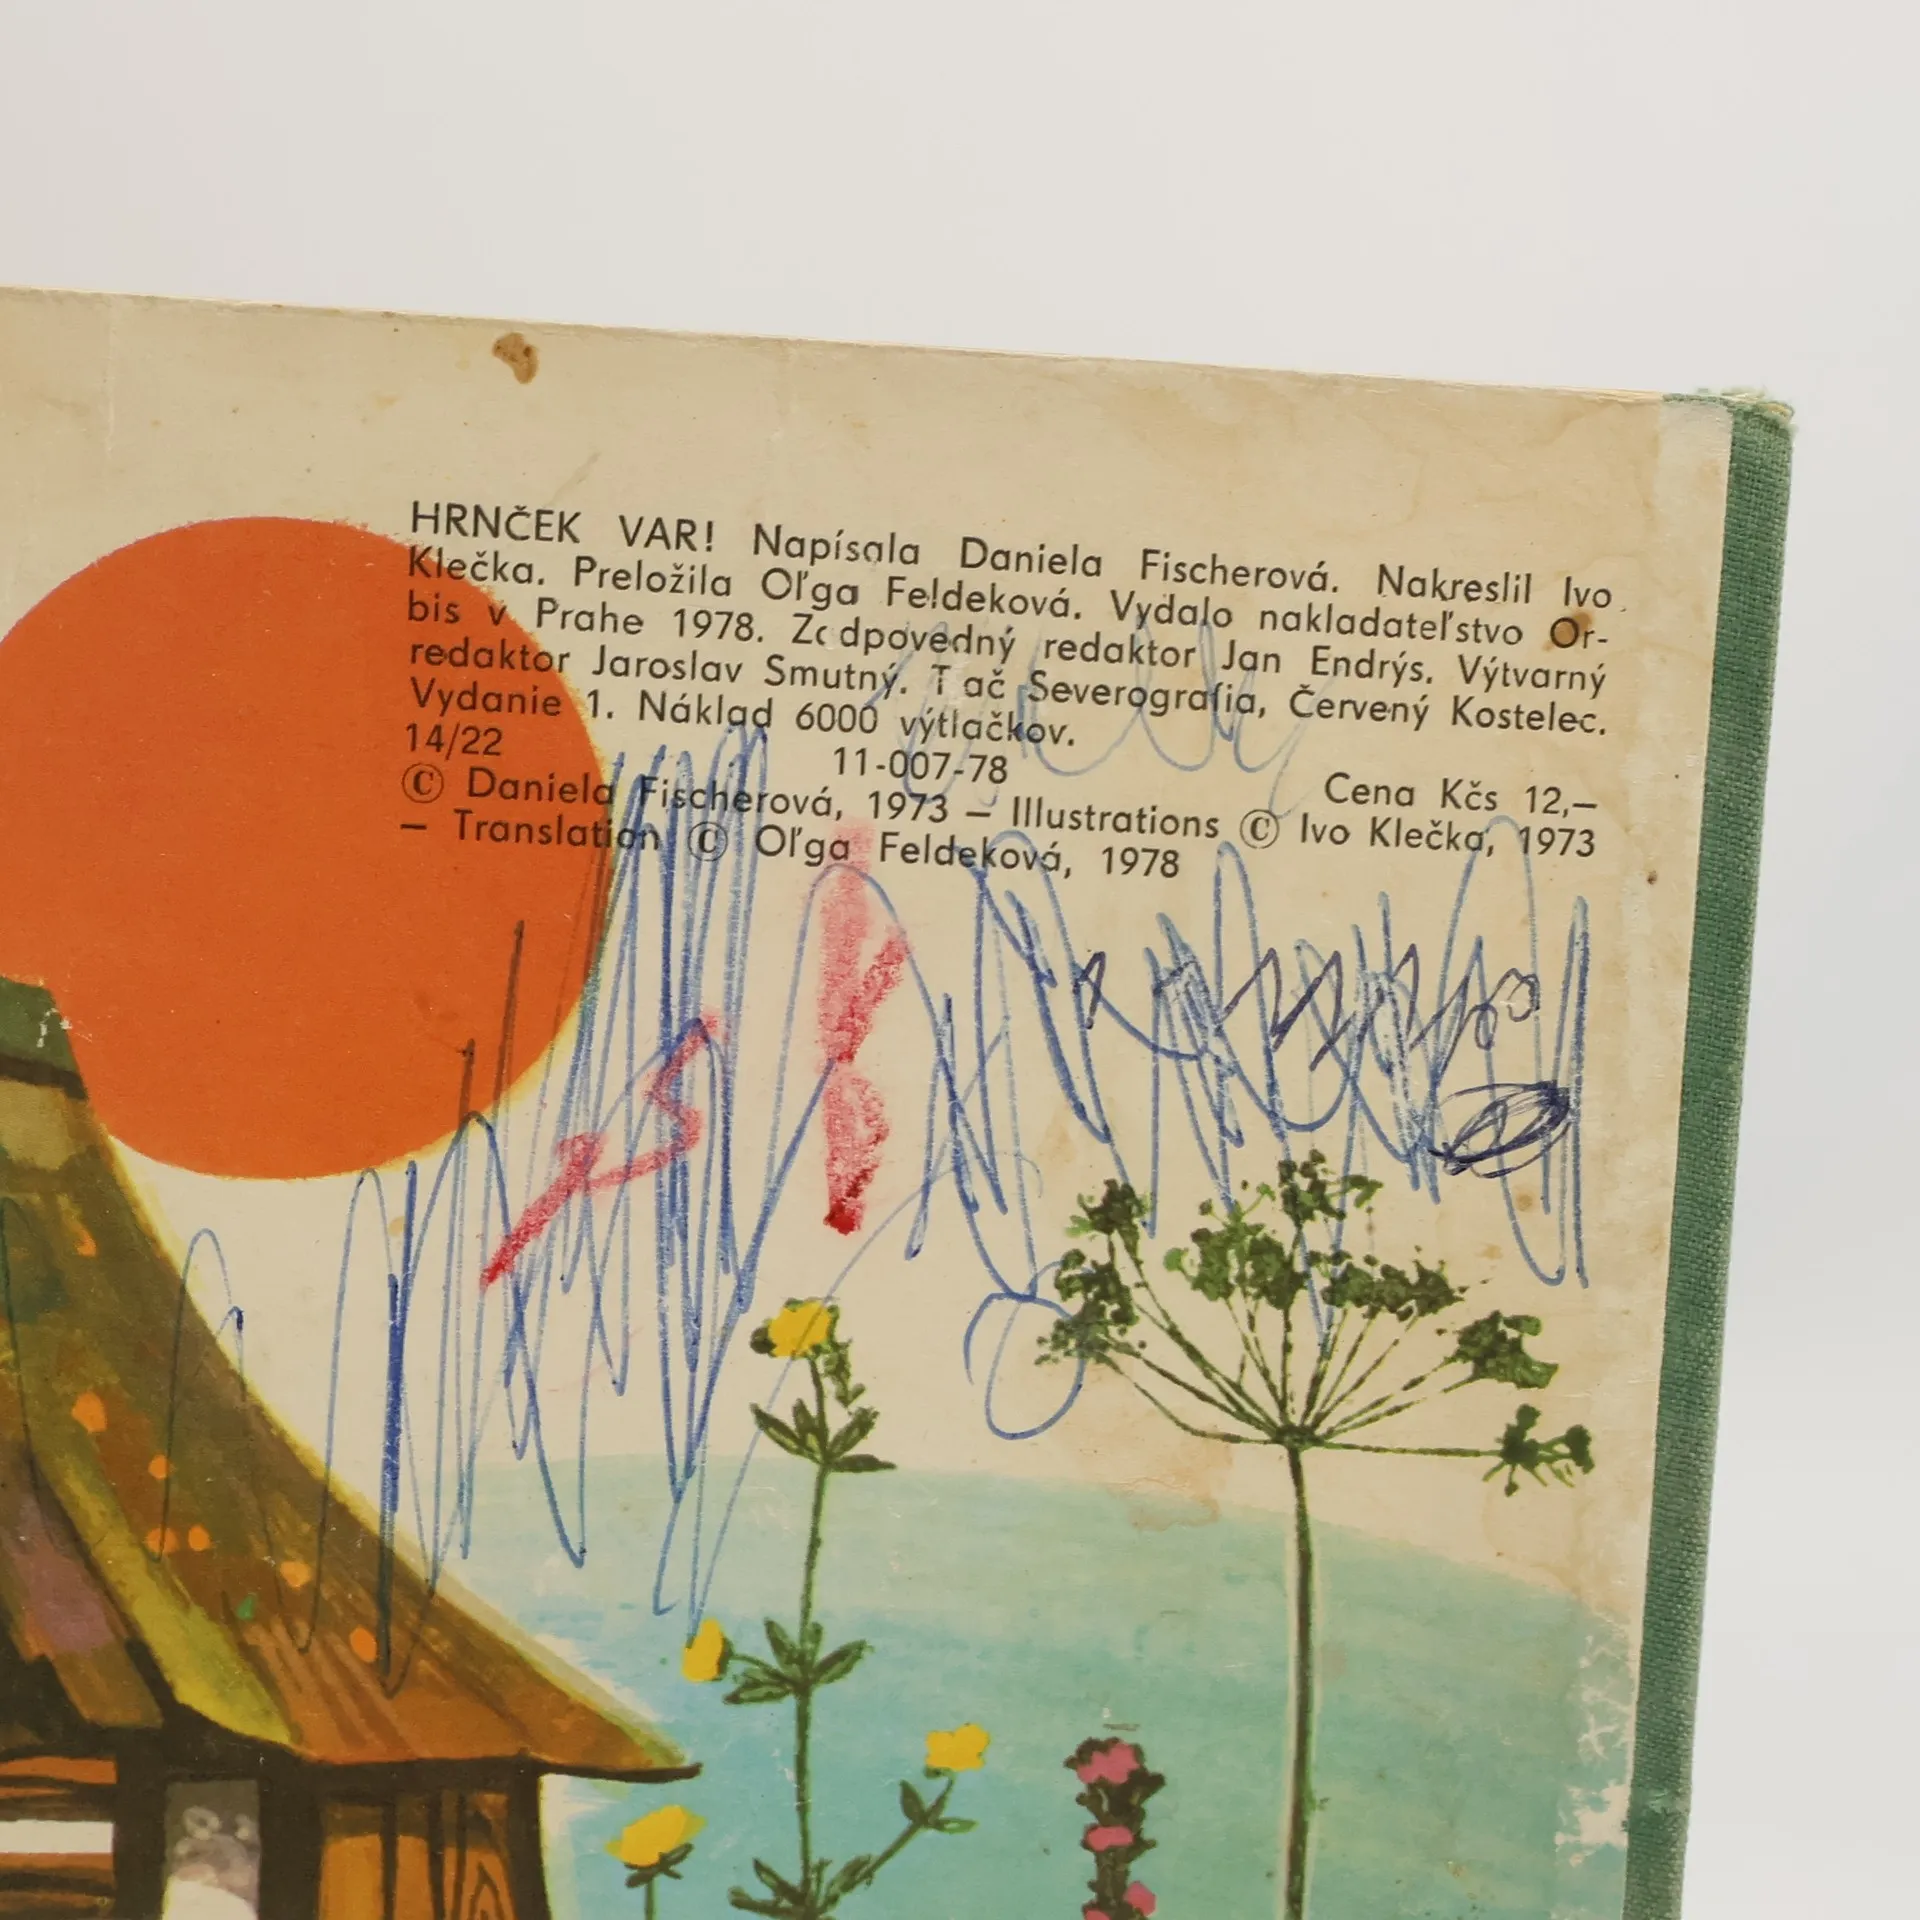 HRNČEK VAR! Napísala Daniela Fischerová. Nakreslil Ivo
Klečka. Preložila Oľga Feldeková. Vydalo nakladateľstvo Or-
bis v Prahe 1978. Zodpovedný redaktor Jan Endrýs. Výtvarný
redaktor Jaroslav Smutný. Tlač Severografia, Červený Kostelec.
Vydanie 1. Náklad 6000 výtlačkov.
14/22 11-007-78 Cena Kčs 12,—
© Daniela Fischerová, 1973 — Illustrations © Ivo Klečka, 1973
— Translation © Oľga Feldeková, 1978